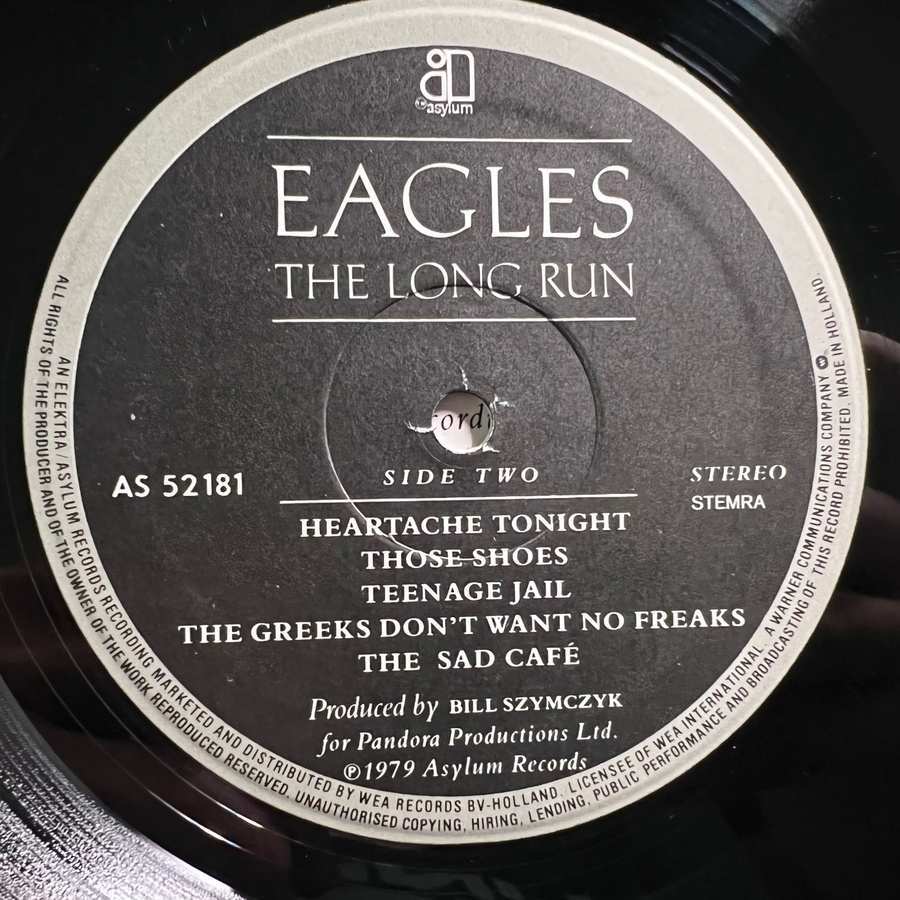 asylum
EAGLES
THE LONG RUN
cord
SIDE TWO
AS 52181
STEREO
STEMRA
HEARTACHE TONIGHT
THOSE SHOES
TEENAGE JAIL
THE GREEKS DON'T WANT NO FREAKS
THE SAD CAFÉ
Produced by BILL SZYMCZYK
for Pandora Productions Ltd.
℗1979 Asylum Records
AN ELEKTRA/ASYLUM RECORDS RECORDING MARKETED AND DISTRIBUTED BY WEA RECORDS BV-HOLLAND. LICENSEE OF WEA INTERNATIONAL. A WARNER COMMUNICATIONS COMPANY
ALL RIGHTS OF THE PRODUCER AND OF THE OWNER OF THE WORK REPRODUCED RESERVED. UNAUTHORISED COPYING, HIRING, LENDING, PUBLIC PERFORMANCE AND BROADCASTING OF THIS RECORD PROHIBITED. MADE IN HOLLAND.